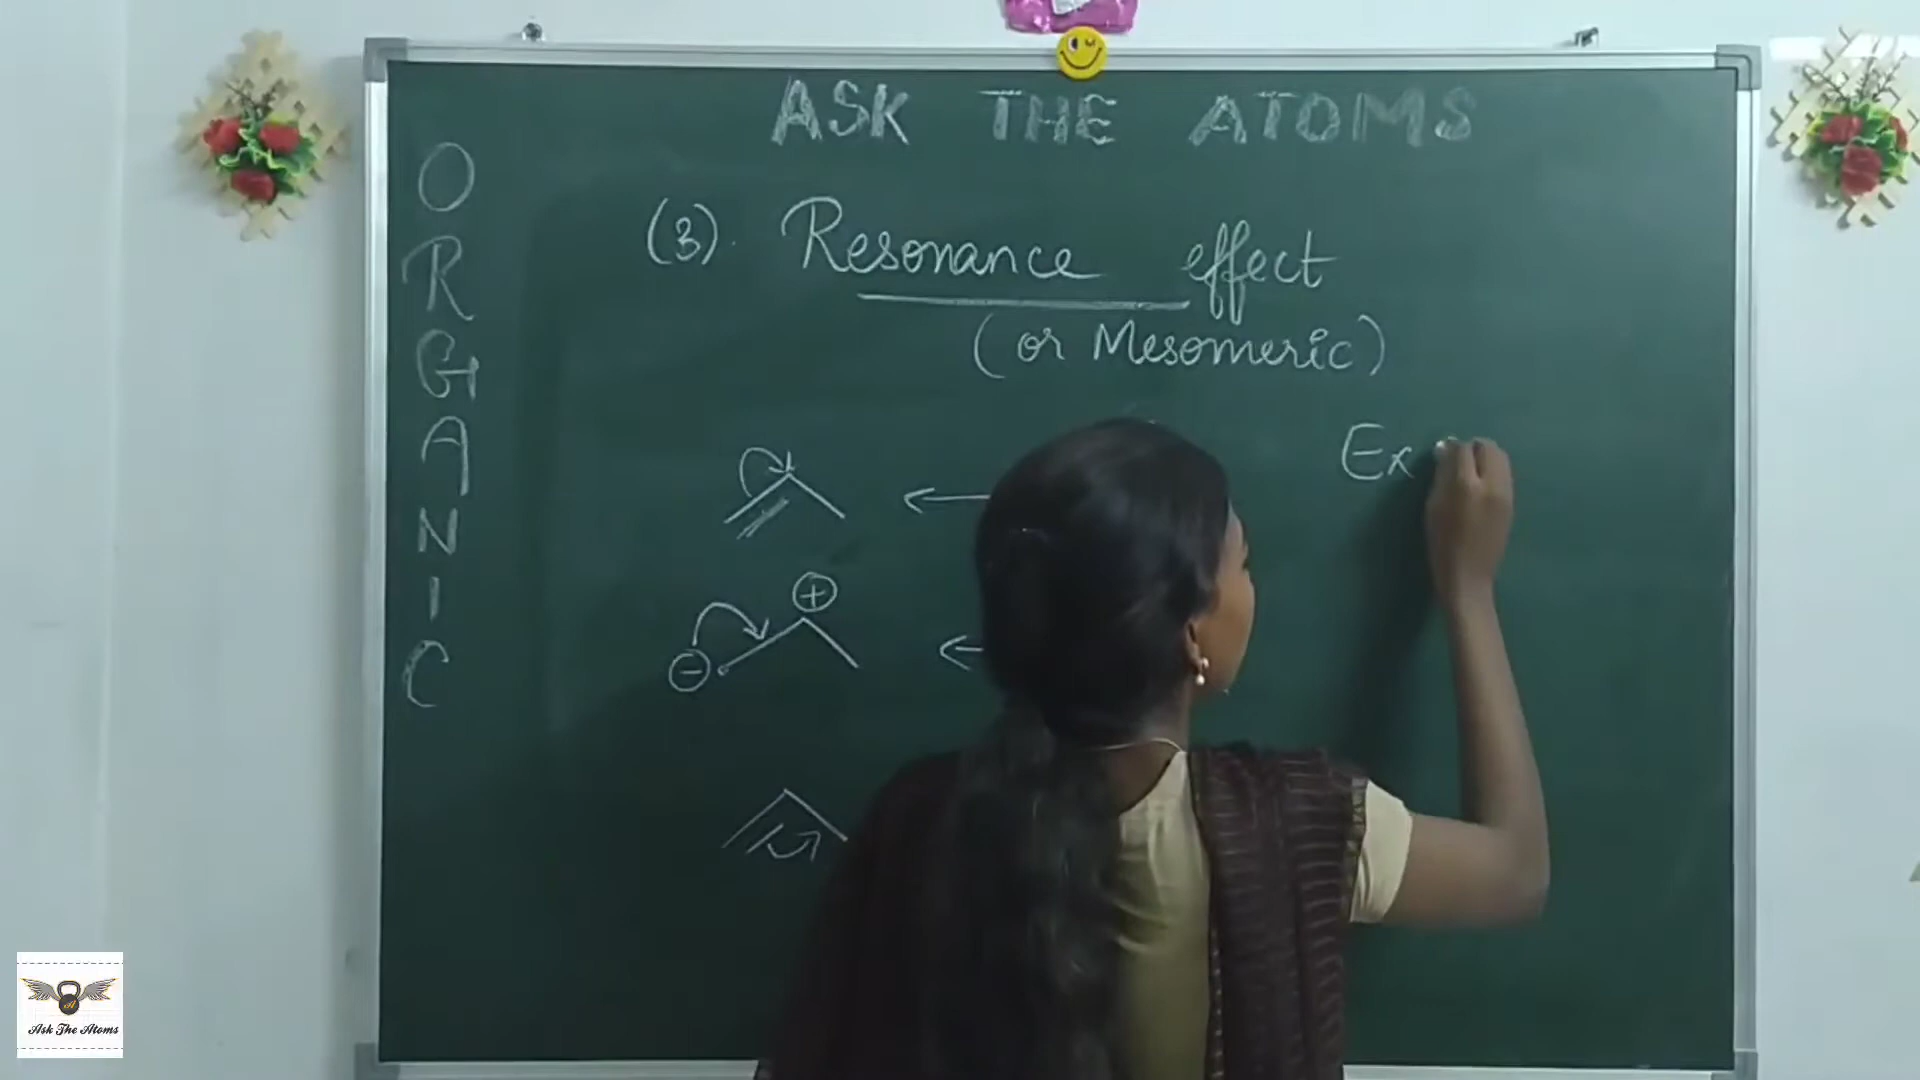 ASK THE ATOMS
ORGANIC
(3). Resonance effect
(or Mesomeric)
Ex
+
-
Ask The Atoms